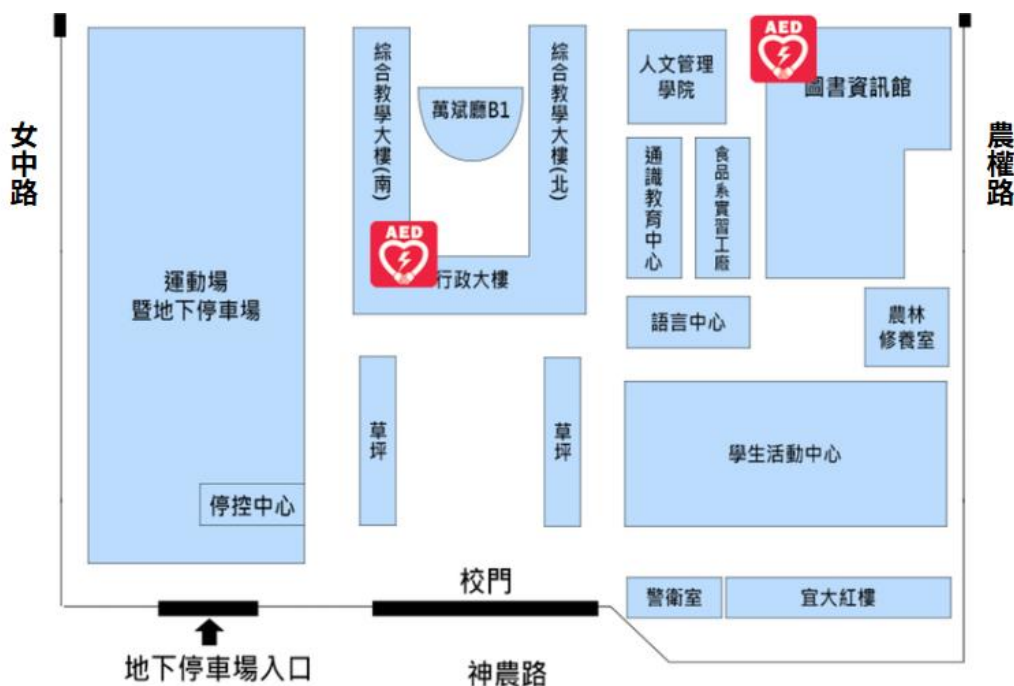 女中路
運動場
暨地下停車場
停控中心
綜合教學大樓(南)
萬斌廳B1
綜合教學大樓(北)
AED
行政大樓
草坪
草坪
人文管理
學院
AED
圖書資訊館
通識教育中心
食品系實習工廠
語言中心
農林
修養室
學生活動中心
警衛室
宜大紅樓
農權路
校門
地下停車場入口
神農路